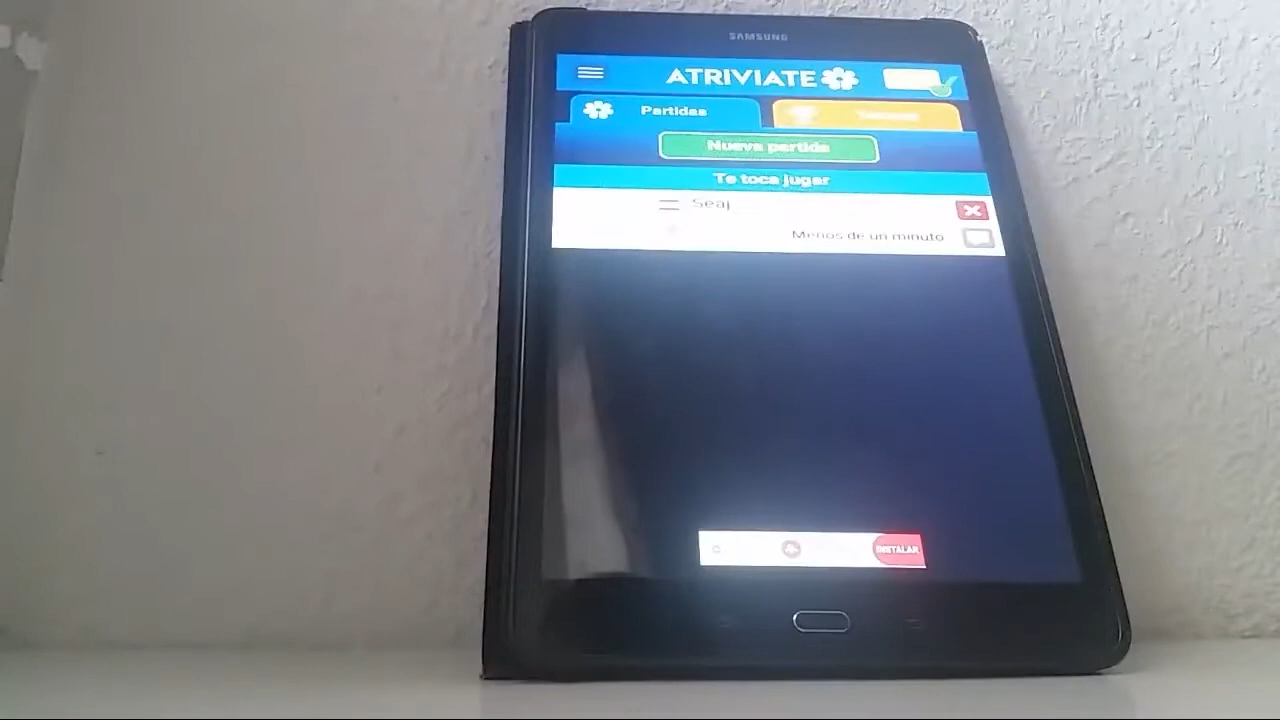 SAMSUNG
ATRIVIATE
Partidas
Nueva partida
Te toca jugar
Seaj
Menos de un minuto
INSTALAR